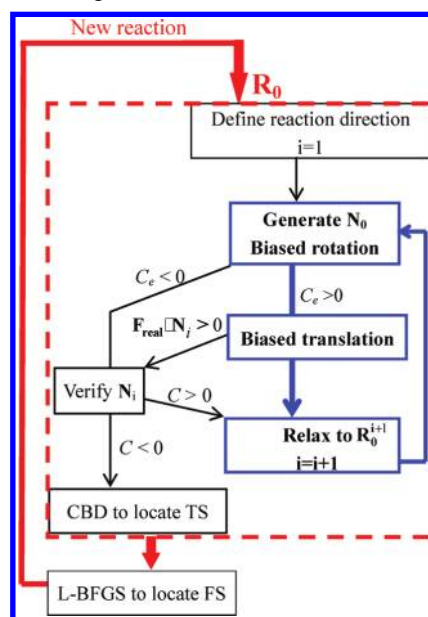 New reaction
R₀
Define reaction direction
i=1
Generate N₀
Biased rotation
Cₑ < 0
Cₑ >0
F_real□Nᵢ > 0
Biased translation
Verify Nᵢ
C > 0
Relax to R₀ⁱ⁺¹
i=i+1
C < 0
CBD to locate TS
L-BFGS to locate FS